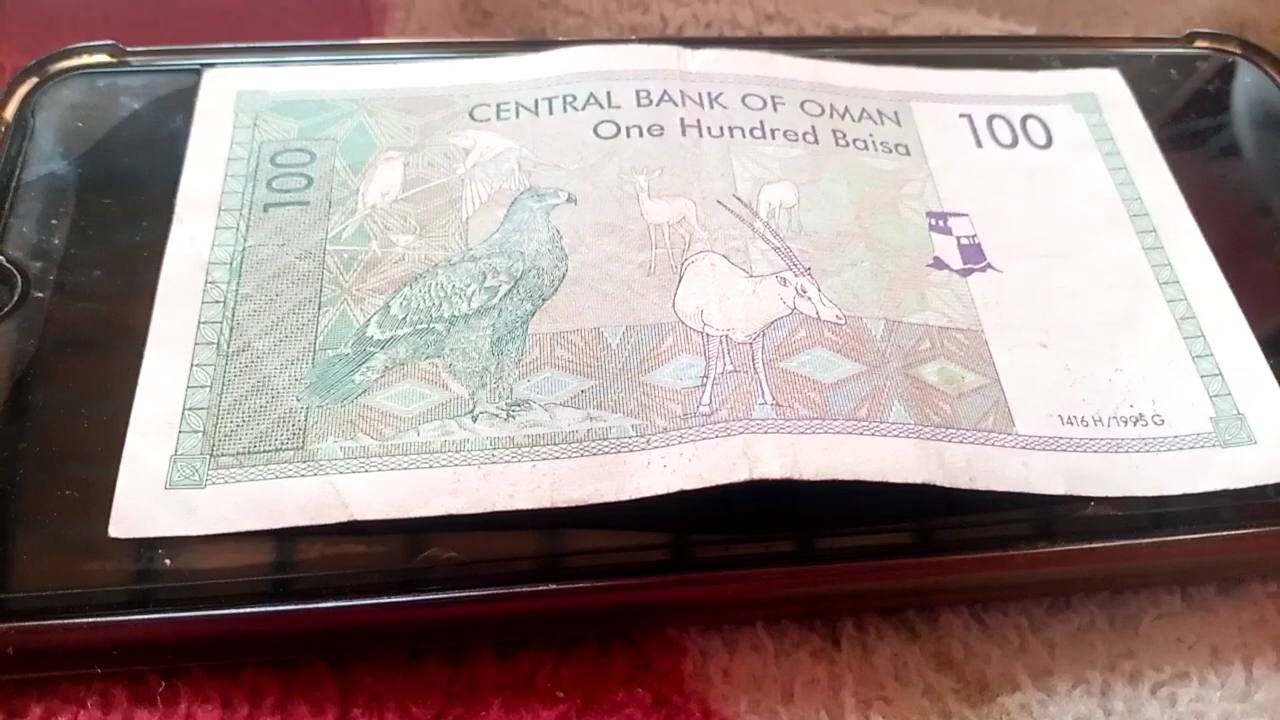 CENTRAL BANK OF OMAN
One Hundred Baisa
100
100
1416 H/1995 G